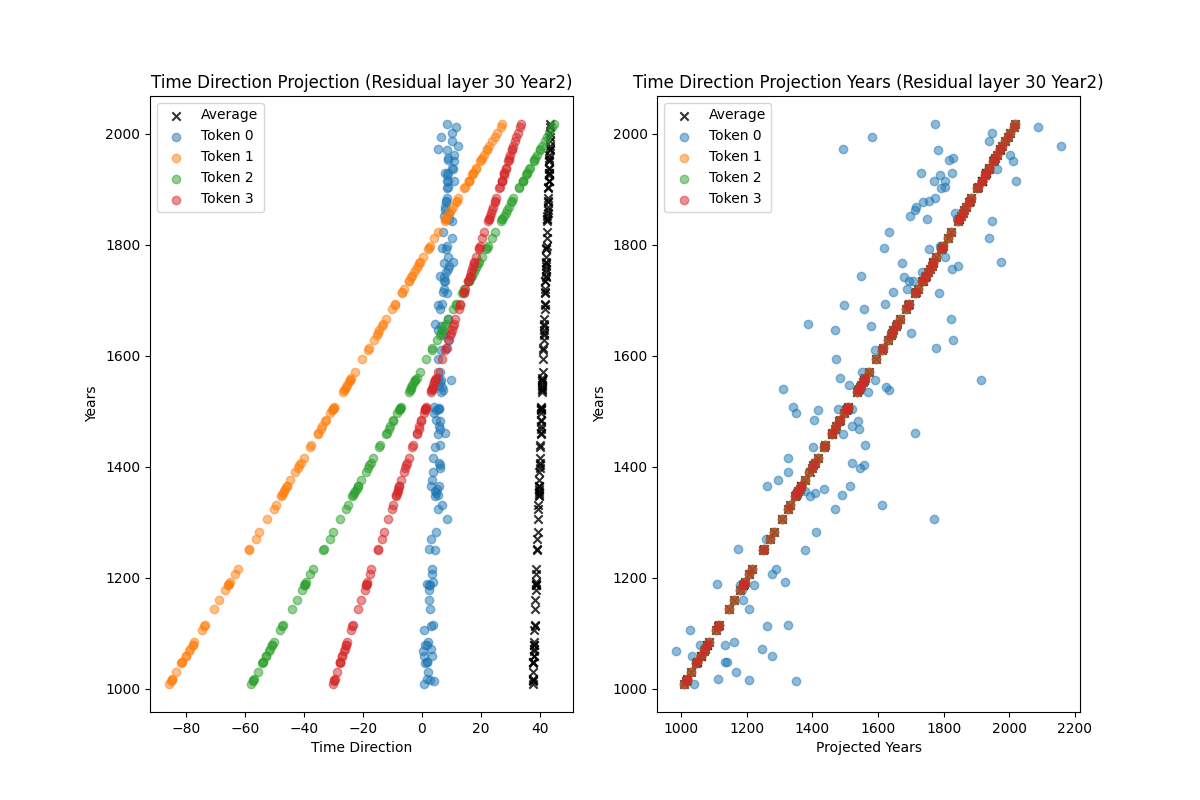 Time Direction Projection (Residual layer 30 Year2)
Average
Token 0
Token 1
Token 2
Token 3
2000
1800
1600
1400
1200
1000
Years
−80 −60 −40 −20 0 20 40
Time Direction
Time Direction Projection Years (Residual layer 30 Year2)
Average
Token 0
Token 1
Token 2
Token 3
2000
1800
1600
1400
1200
1000
Years
1000 1200 1400 1600 1800 2000 2200
Projected Years